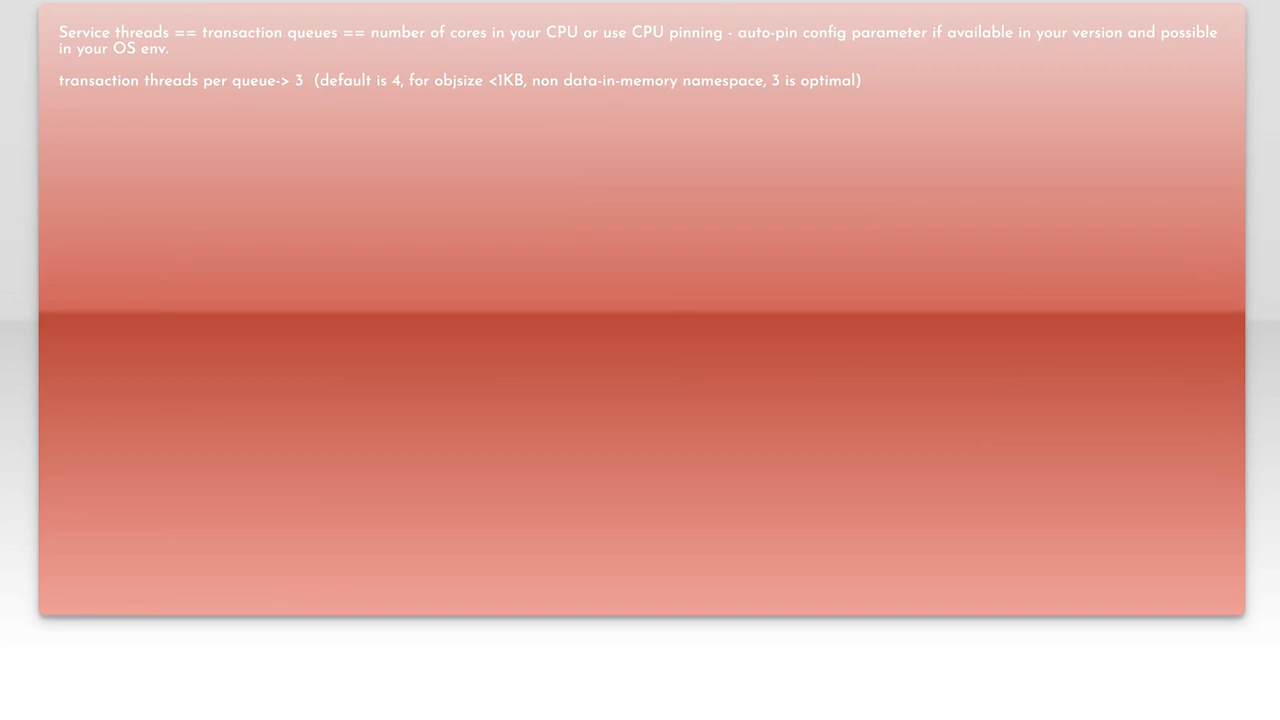 Service threads == transaction queues == number of cores in your CPU or use CPU pinning - auto-pin config parameter if available in your version and possible
in your OS env.
transaction threads per queue-> 3  (default is 4, for objsize <1KB, non data-in-memory namespace, 3 is optimal)